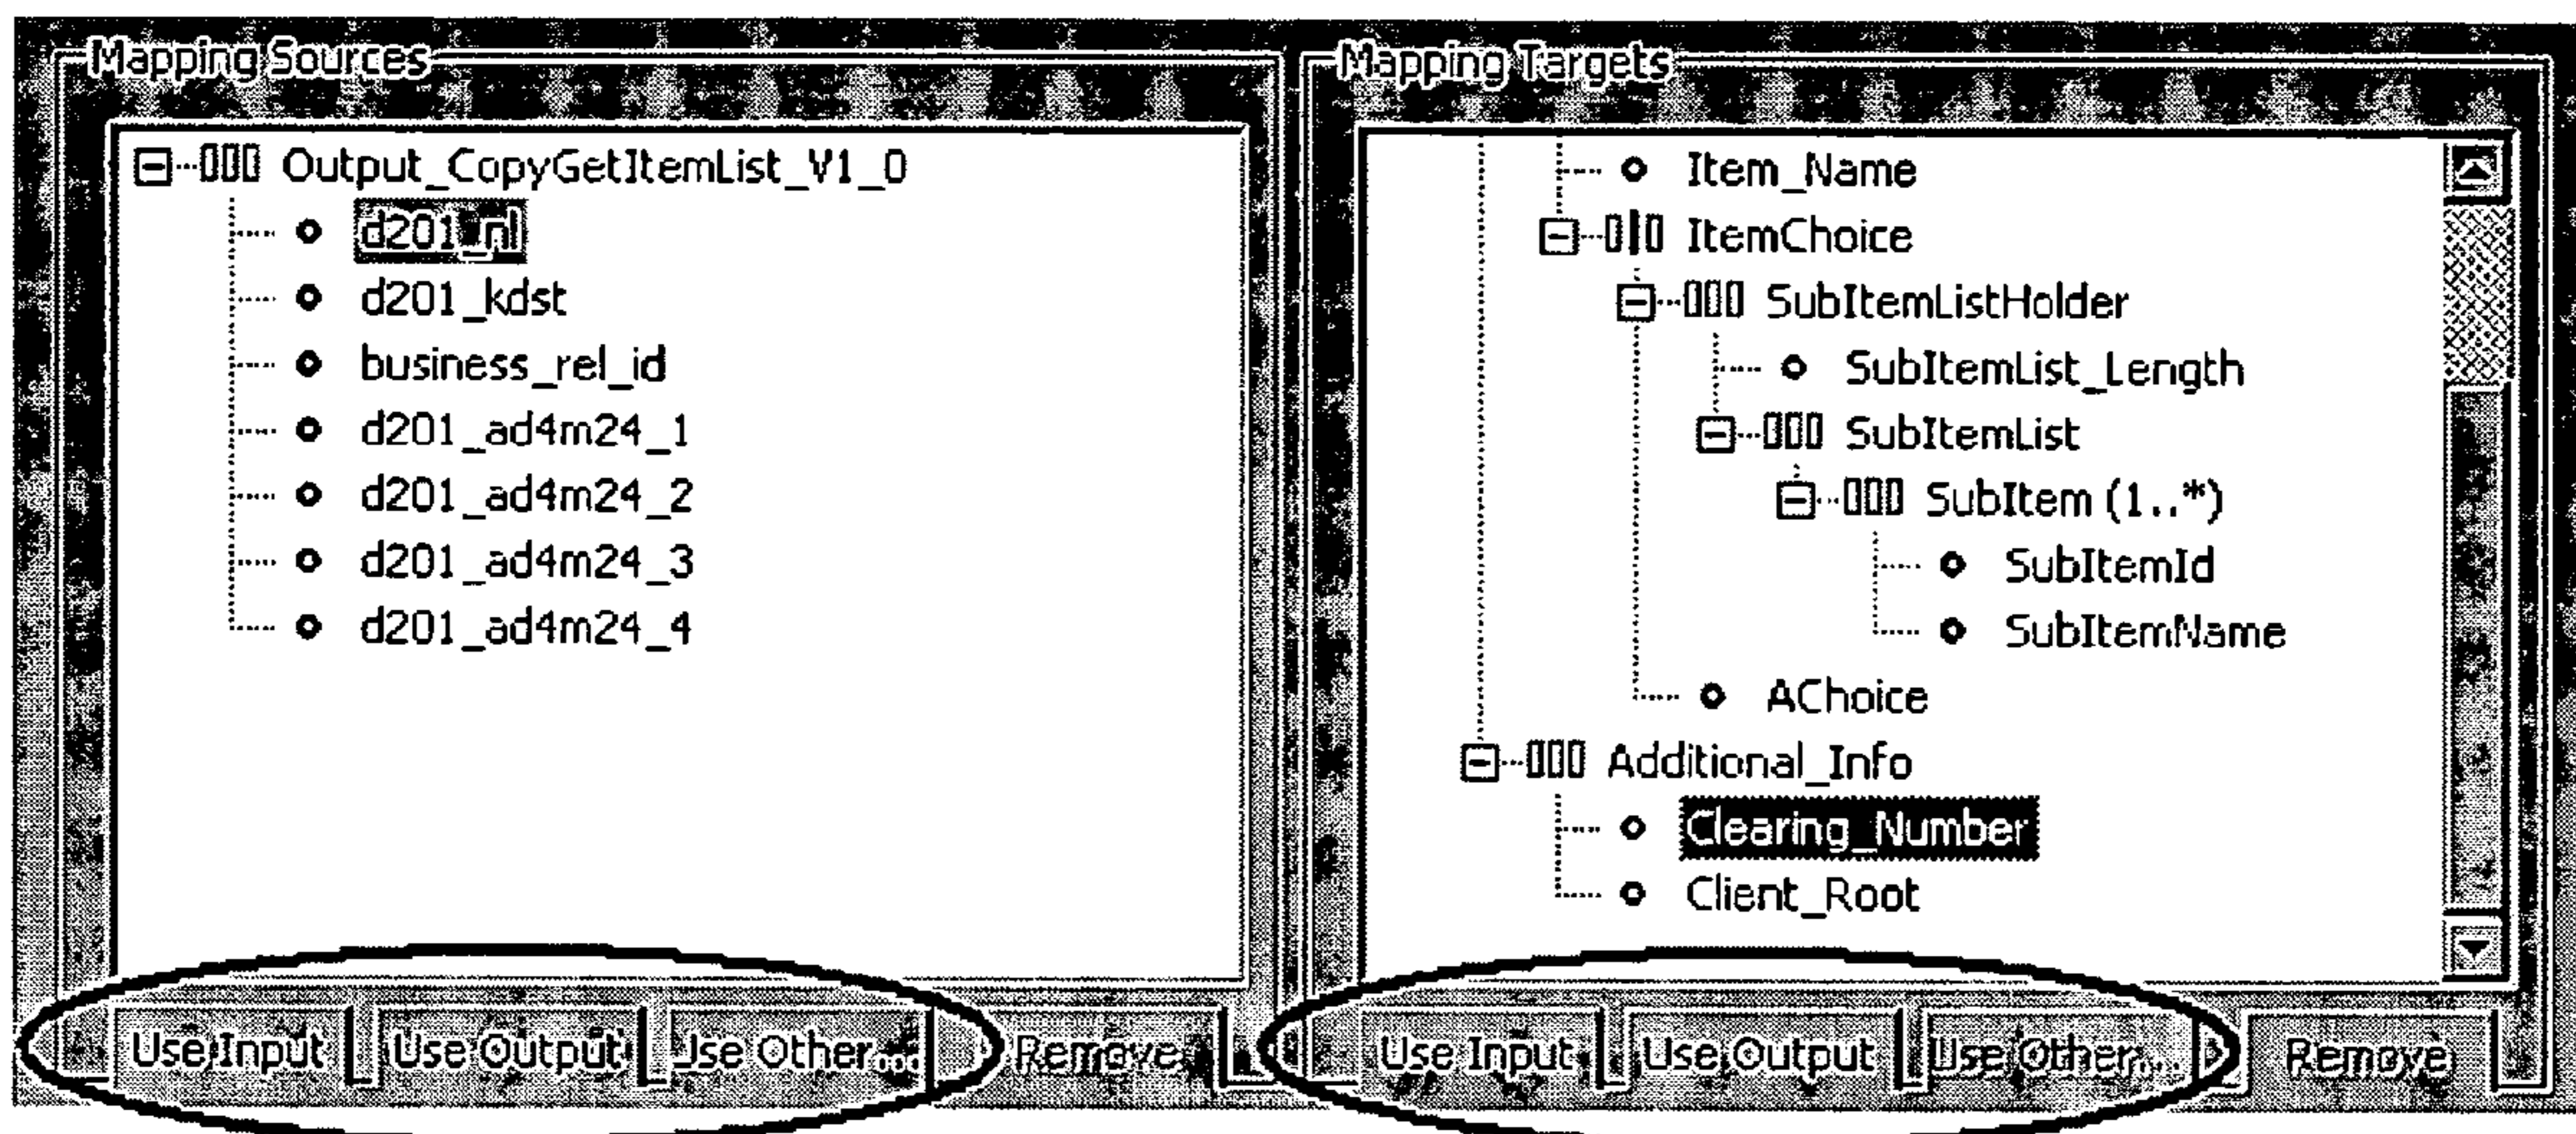 Mapping Sources
Output_CopyGetItemList_V1_0
d201_nl
d201_kdst
business_rel_id
d201_ad4m24_1
d201_ad4m24_2
d201_ad4m24_3
d201_ad4m24_4
Use Input Use Output Use Other... Remove
Mapping Targets
Item_Name
ItemChoice
SubItemListHolder
SubItemList_Length
SubItemList
SubItem (1..*)
SubItemId
SubItemName
AChoice
Additional_Info
Clearing_Number
Client_Root
Use Input Use Output Use Other... Remove